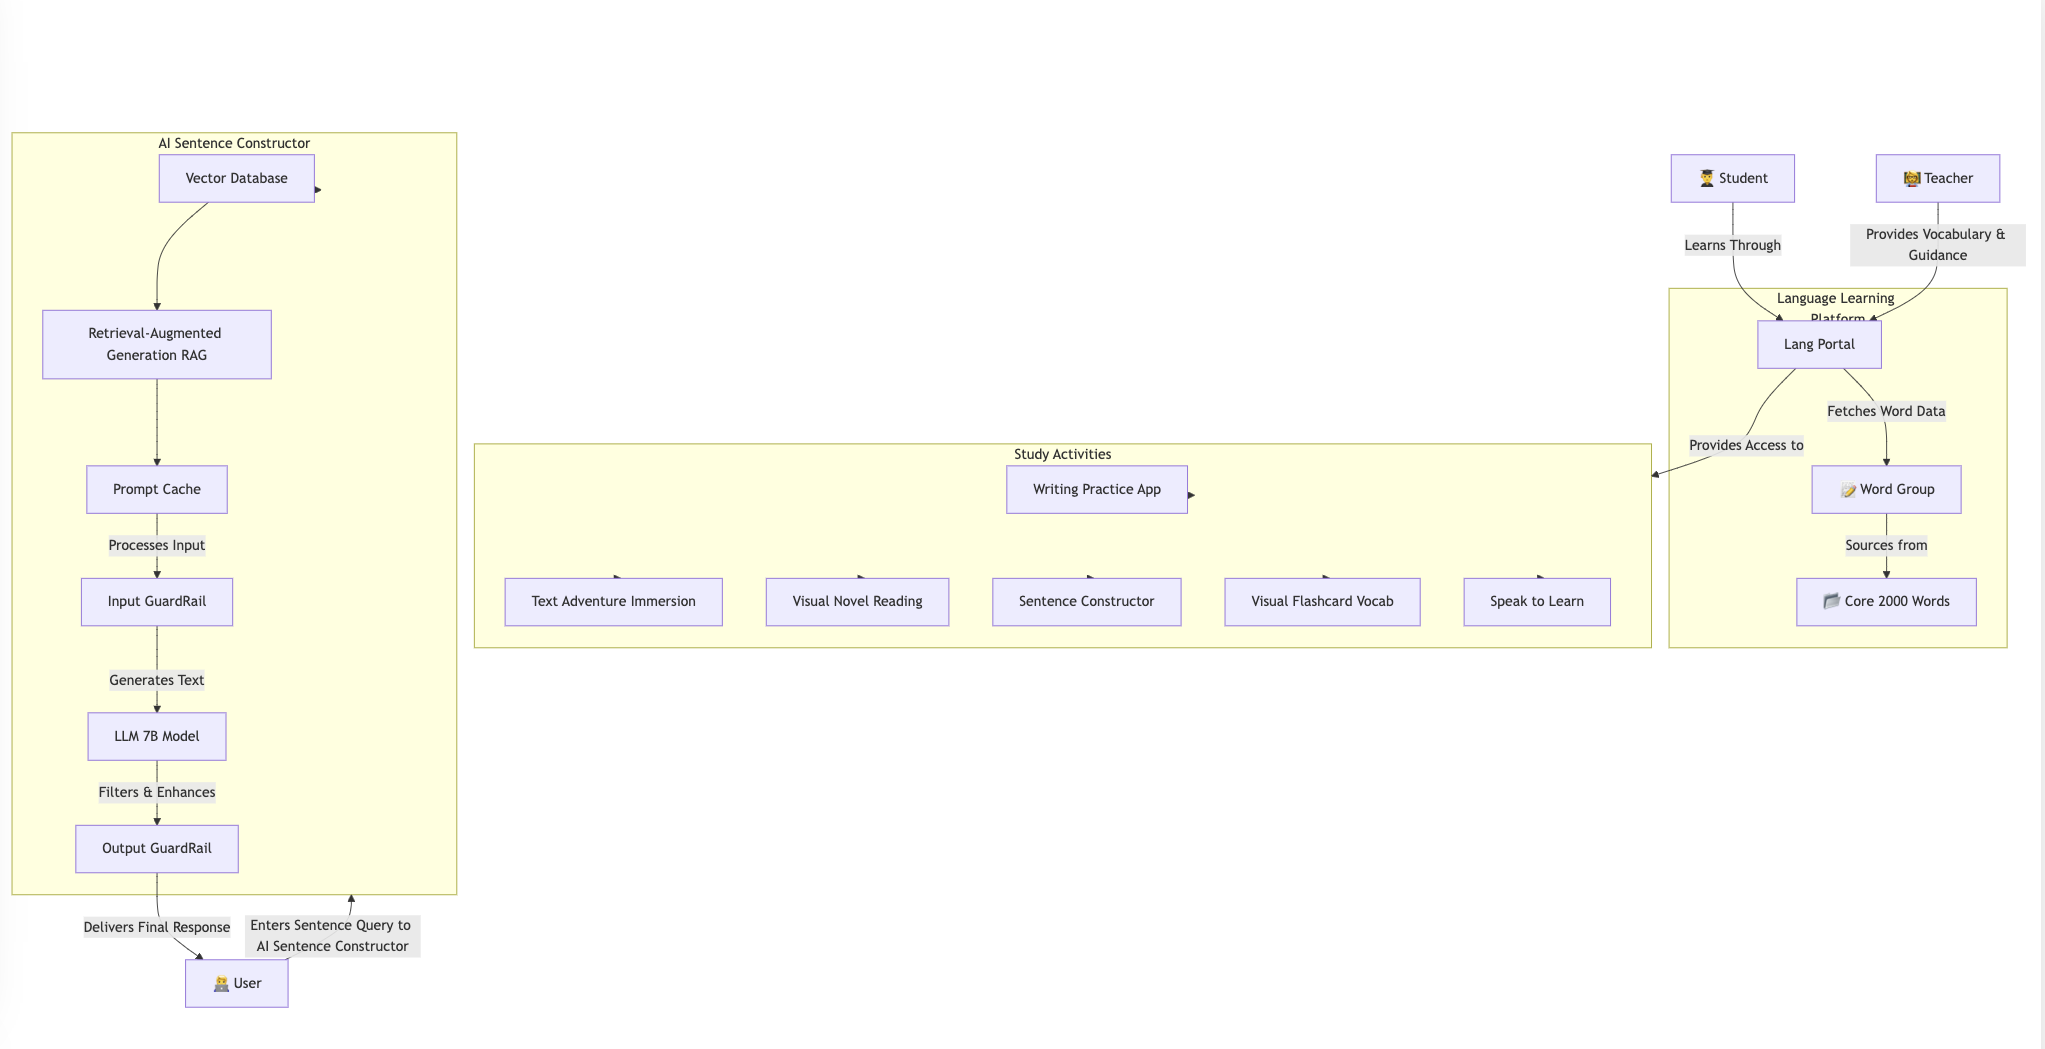 AI Sentence Constructor
Vector Database
Retrieval-Augmented
Generation RAG
Prompt Cache
Processes Input
Input GuardRail
Generates Text
LLM 7B Model
Filters & Enhances
Output GuardRail
Delivers Final Response
Enters Sentence Query to
AI Sentence Constructor
User
Study Activities
Writing Practice App
Text Adventure Immersion
Visual Novel Reading
Sentence Constructor
Visual Flashcard Vocab
Speak to Learn
Student
Teacher
Learns Through
Provides Vocabulary &
Guidance
Language Learning
Platform
Lang Portal
Fetches Word Data
Provides Access to
Word Group
Sources from
Core 2000 Words